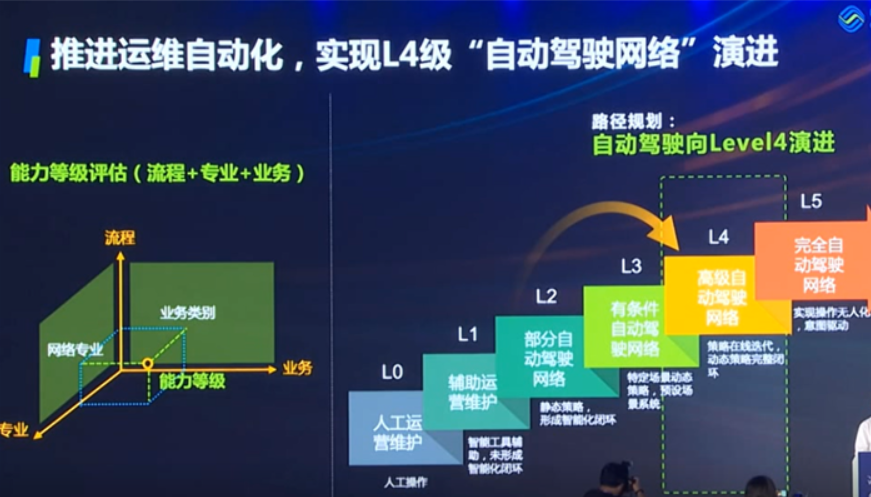 推进运维自动化，实现L4级“自动驾驶网络”演进
路径规划：
自动驾驶向Level4演进
能力等级评估（流程+专业+业务）
流程
业务类别
网络专业
能力等级
业务
专业
L0
人工运
营维护
人工操作
L1
辅助运
营维护
智能工具辅
助，未形成
智能化闭环
L2
部分自
动驾驶
网络
静态策略，
形成智能化闭环
L3
有条件
自动驾
驶网络
特定场景动态
策略，预设场
景系统
L4
高级自
动驾驶
网络
策略在线迭代，
动态策略完整闭
环
L5
完全自
动驾驶
网络
实现操作无人化
，意图驱动